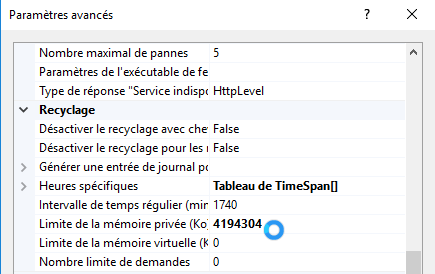 Paramètres avancés
Nombre maximal de pannes 5
Paramètres de l'exécutable de fe
Type de réponse "Service indispo HttpLevel
Recyclage
Désactiver le recyclage avec che False
Désactiver le recyclage pour les False
Générer une entrée de journal po
Heures spécifiques Tableau de TimeSpan[]
Intervalle de temps régulier (min 1740
Limite de la mémoire privée (Ko) 4194304
Limite de la mémoire virtuelle (K 0
Nombre limite de demandes 0